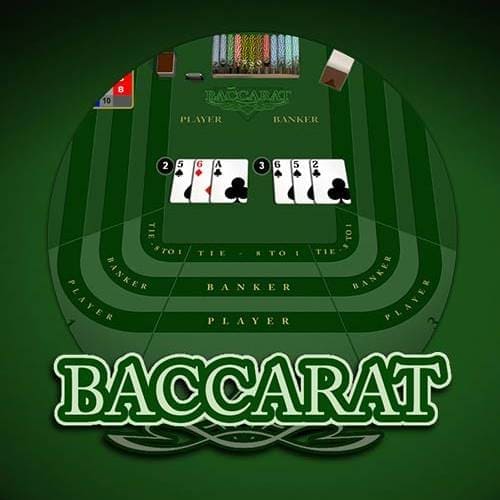 B
10
BACCARAT
PLAYER BANKER
2 5 6 A 3 6 5 2
TIE - 8 TO 1 TIE - 8 TO 1 TIE - 8 TO 1
BANKER BANKER BANKER
PLAYER PLAYER PLAYER
BACCARAT